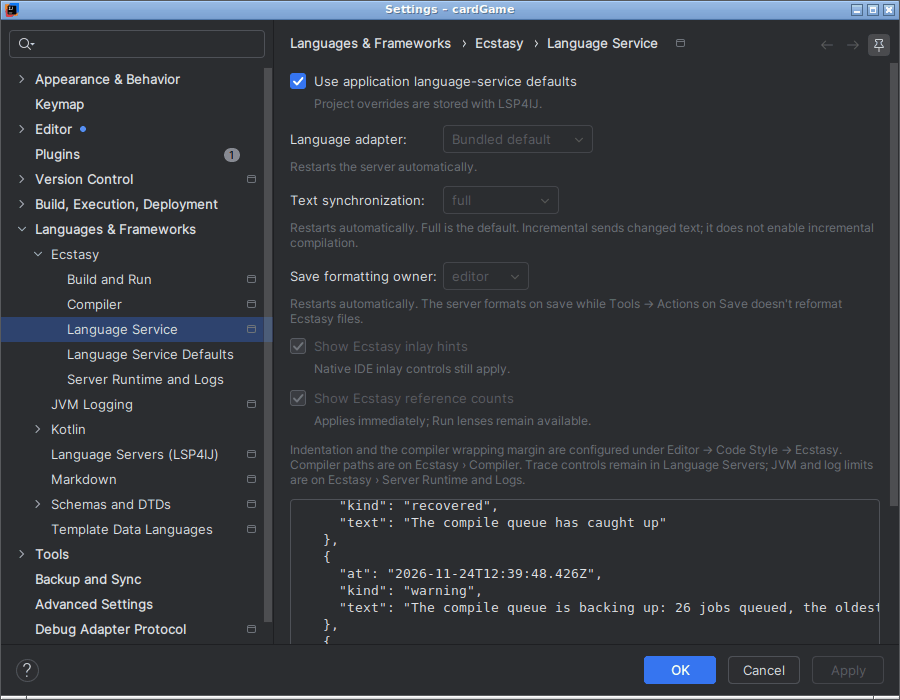 Settings – cardGame
Languages & Frameworks › Ecstasy › Language Service
Appearance & Behavior
Keymap
Editor
Plugins 1
Version Control
Build, Execution, Deployment
Languages & Frameworks
Ecstasy
Build and Run
Compiler
Language Service
Language Service Defaults
Server Runtime and Logs
JVM Logging
Kotlin
Language Servers (LSP4IJ)
Markdown
Schemas and DTDs
Template Data Languages
Tools
Backup and Sync
Advanced Settings
Debug Adapter Protocol
Use application language-service defaults
Project overrides are stored with LSP4IJ.
Language adapter: Bundled default
Restarts the server automatically.
Text synchronization: full
Restarts automatically. Full is the default. Incremental sends changed text; it does not enable incremental
compilation.
Save formatting owner: editor
Restarts automatically. The server formats on save while Tools → Actions on Save doesn't reformat
Ecstasy files.
Show Ecstasy inlay hints
Native IDE inlay controls still apply.
Show Ecstasy reference counts
Applies immediately; Run lenses remain available.
Indentation and the compiler wrapping margin are configured under Editor → Code Style → Ecstasy.
Compiler paths are on Ecstasy › Compiler. Trace controls remain in Language Servers; JVM and log limits
are on Ecstasy › Server Runtime and Logs.
"kind": "recovered",
"text": "The compile queue has caught up"
},
{
"at": "2026-11-24T12:39:48.426Z",
"kind": "warning",
"text": "The compile queue is backing up: 26 jobs queued, the oldest
},
{
?
OK
Cancel
Apply